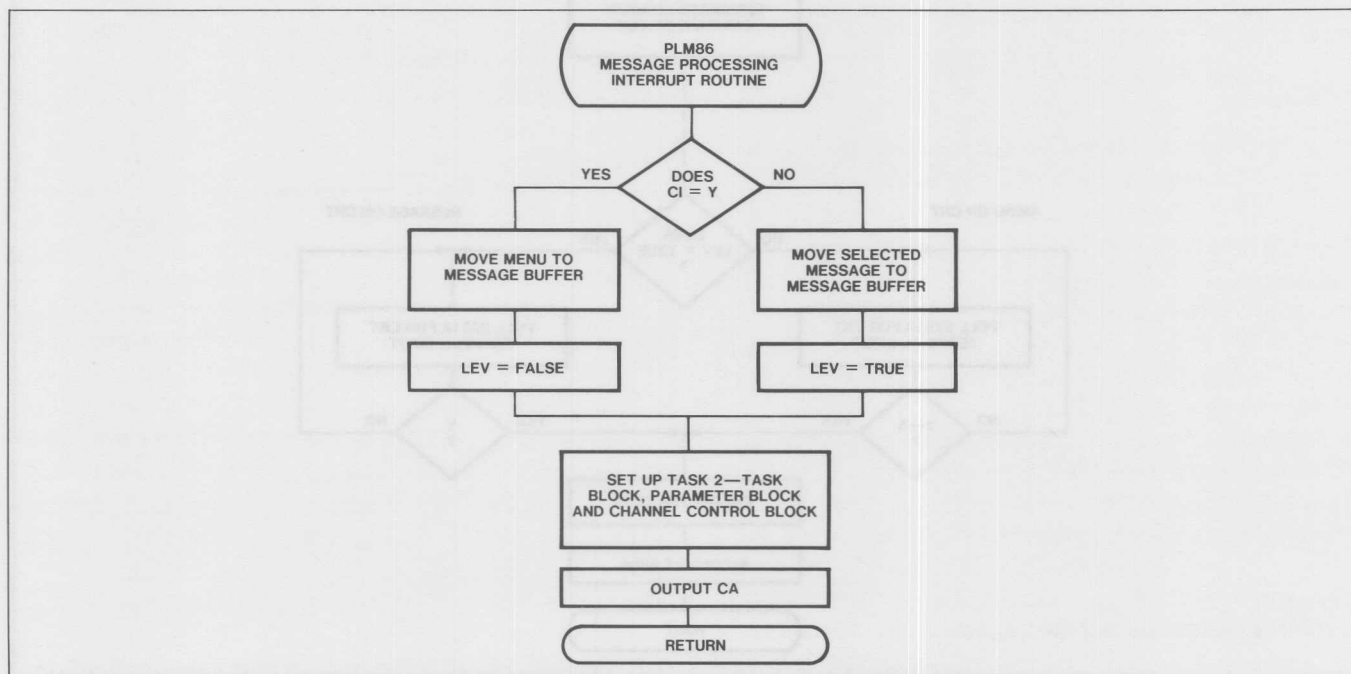 PLM86
MESSAGE PROCESSING
INTERRUPT ROUTINE
DOES
CI = Y
YES
NO
MOVE MENU TO
MESSAGE BUFFER
MOVE SELECTED
MESSAGE TO
MESSAGE BUFFER
LEV = FALSE
LEV = TRUE
SET UP TASK 2—TASK
BLOCK, PARAMETER BLOCK
AND CHANNEL CONTROL BLOCK
OUTPUT CA
RETURN